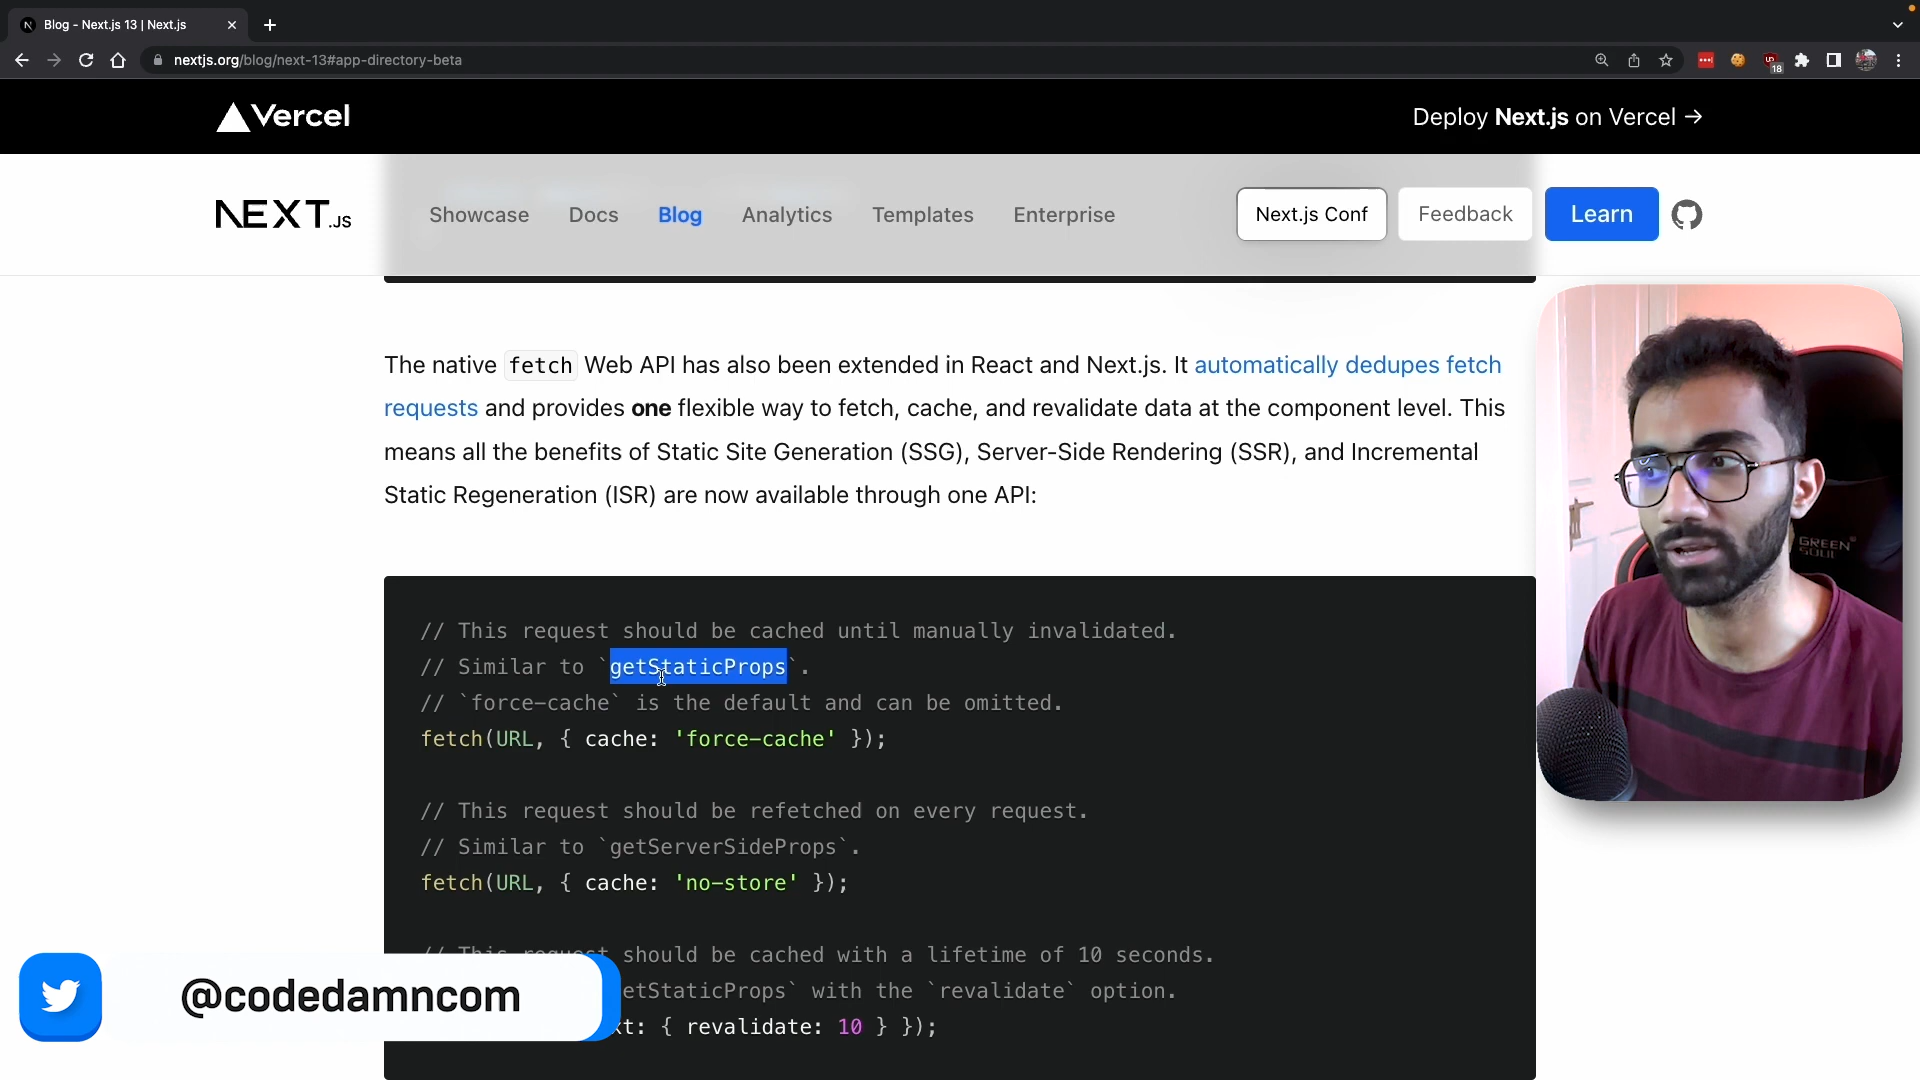 Blog - Next.js 13 | Next.js
nextjs.org/blog/next-13#app-directory-beta
18
Vercel
Deploy Next.js on Vercel →
NEXT.JS
Showcase Docs Blog Analytics Templates Enterprise
Next.js Conf Feedback Learn
The native fetch Web API has also been extended in React and Next.js. It automatically dedupes fetch
requests and provides one flexible way to fetch, cache, and revalidate data at the component level. This
means all the benefits of Static Site Generation (SSG), Server-Side Rendering (SSR), and Incremental
Static Regeneration (ISR) are now available through one API:
// This request should be cached until manually invalidated.
// Similar to `getStaticProps`.
// `force-cache` is the default and can be omitted.
fetch(URL, { cache: 'force-cache' });
// This request should be refetched on every request.
// Similar to `getServerSideProps`.
fetch(URL, { cache: 'no-store' });
// This request should be cached with a lifetime of 10 seconds.
etStaticProps` with the `revalidate` option.
xt: { revalidate: 10 } });
@codedamncom
GREEN
SOUL